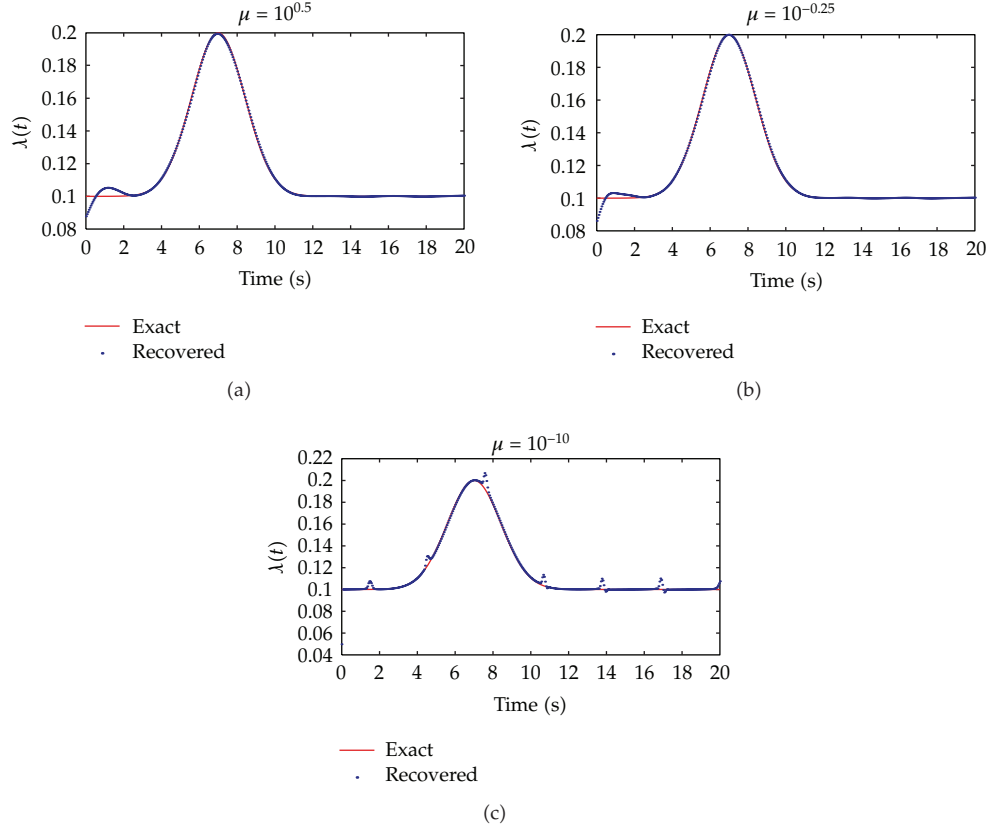 μ = 10^0.5
0.2
0.18
0.16
0.14
0.12
0.1
0.08
λ(t)
0 2 4 6 8 10 12 14 16 18 20
Time (s)
Exact
Recovered
(a)
μ = 10^−0.25
0.2
0.18
0.16
0.14
0.12
0.1
0.08
λ(t)
0 2 4 6 8 10 12 14 16 18 20
Time (s)
Exact
Recovered
(b)
μ = 10^−10
0.22
0.2
0.18
0.16
0.14
0.12
0.1
0.08
0.06
0.04
λ(t)
0 2 4 6 8 10 12 14 16 18 20
Time (s)
Exact
Recovered
(c)